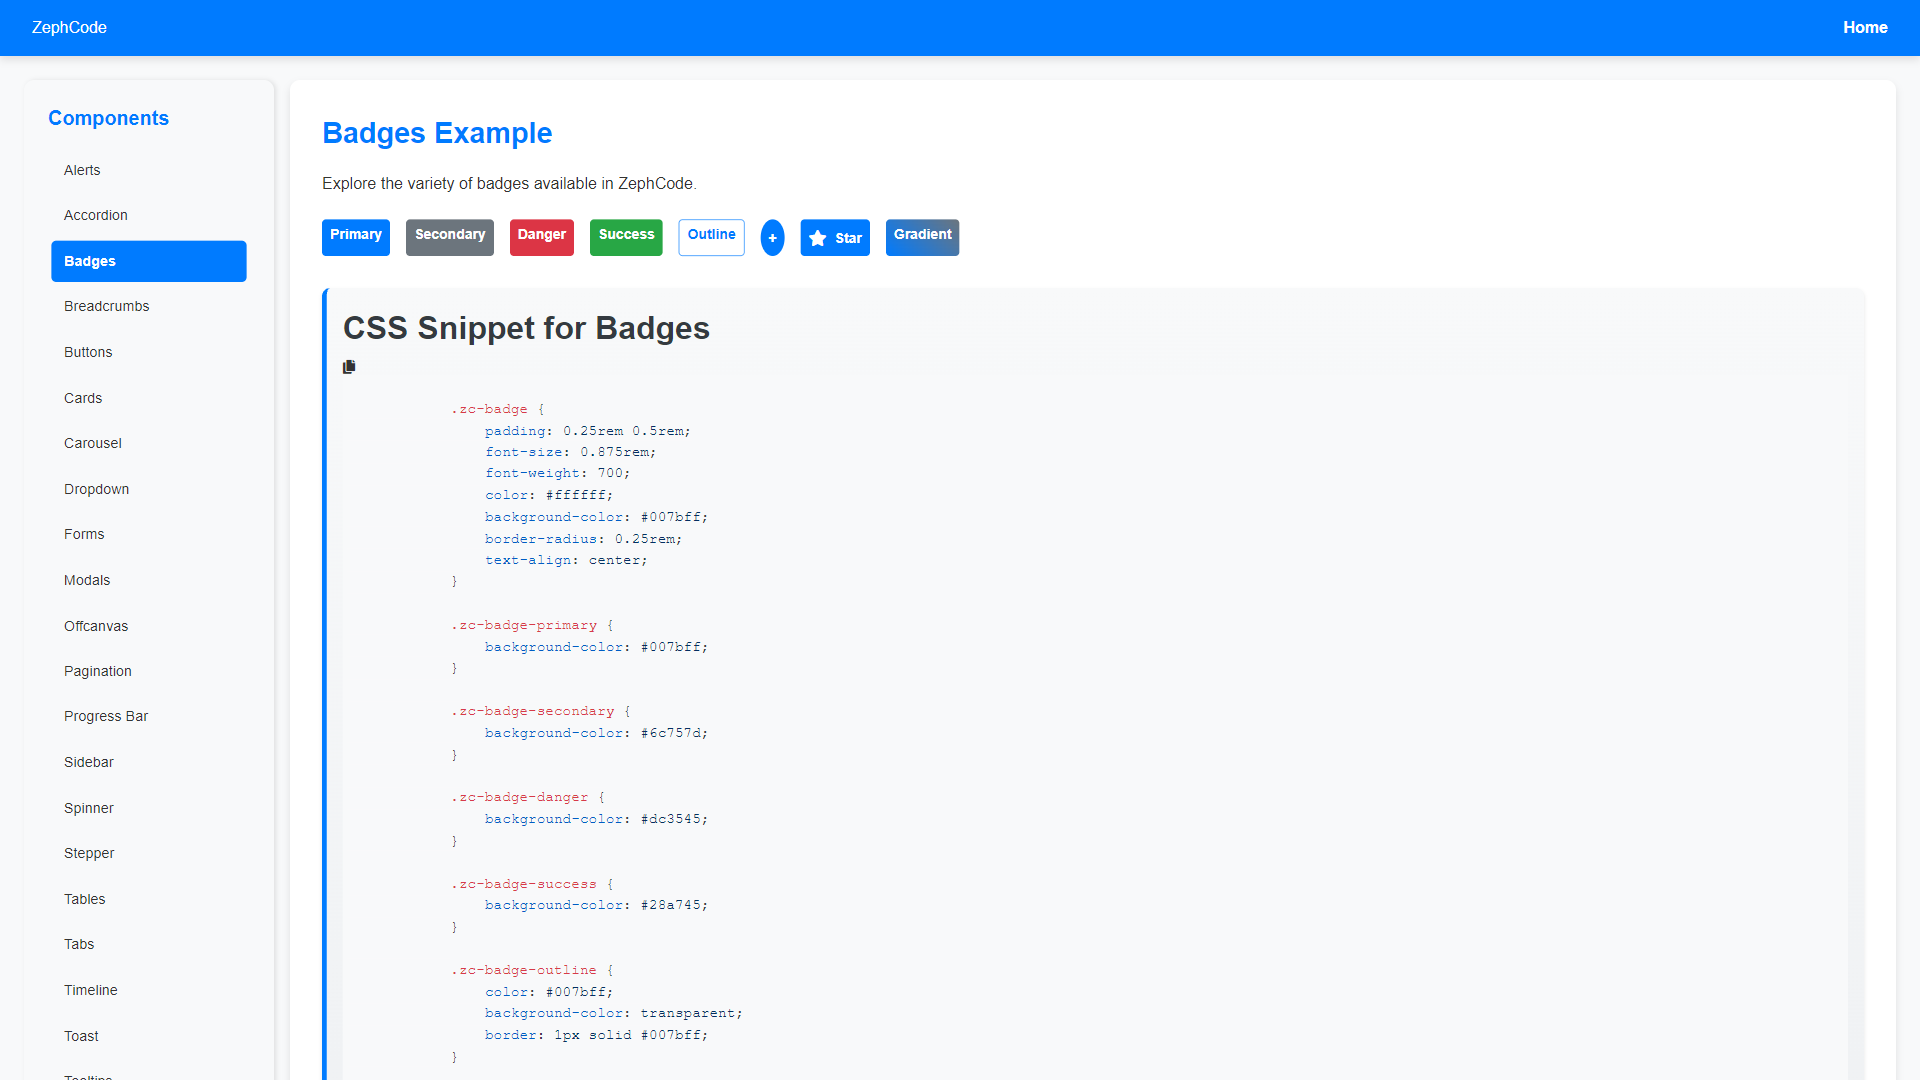 ZephCode
Home
Components
Alerts
Accordion
Badges
Breadcrumbs
Buttons
Cards
Carousel
Dropdown
Forms
Modals
Offcanvas
Pagination
Progress Bar
Sidebar
Spinner
Stepper
Tables
Tabs
Timeline
Toast
Tooltips
Badges Example
Explore the variety of badges available in ZephCode.
Primary Secondary Danger Success Outline + Star Gradient
CSS Snippet for Badges
.zc-badge {
    padding: 0.25rem 0.5rem;
    font-size: 0.875rem;
    font-weight: 700;
    color: #ffffff;
    background-color: #007bff;
    border-radius: 0.25rem;
    text-align: center;
}
.zc-badge-primary {
    background-color: #007bff;
}
.zc-badge-secondary {
    background-color: #6c757d;
}
.zc-badge-danger {
    background-color: #dc3545;
}
.zc-badge-success {
    background-color: #28a745;
}
.zc-badge-outline {
    color: #007bff;
    background-color: transparent;
    border: 1px solid #007bff;
}